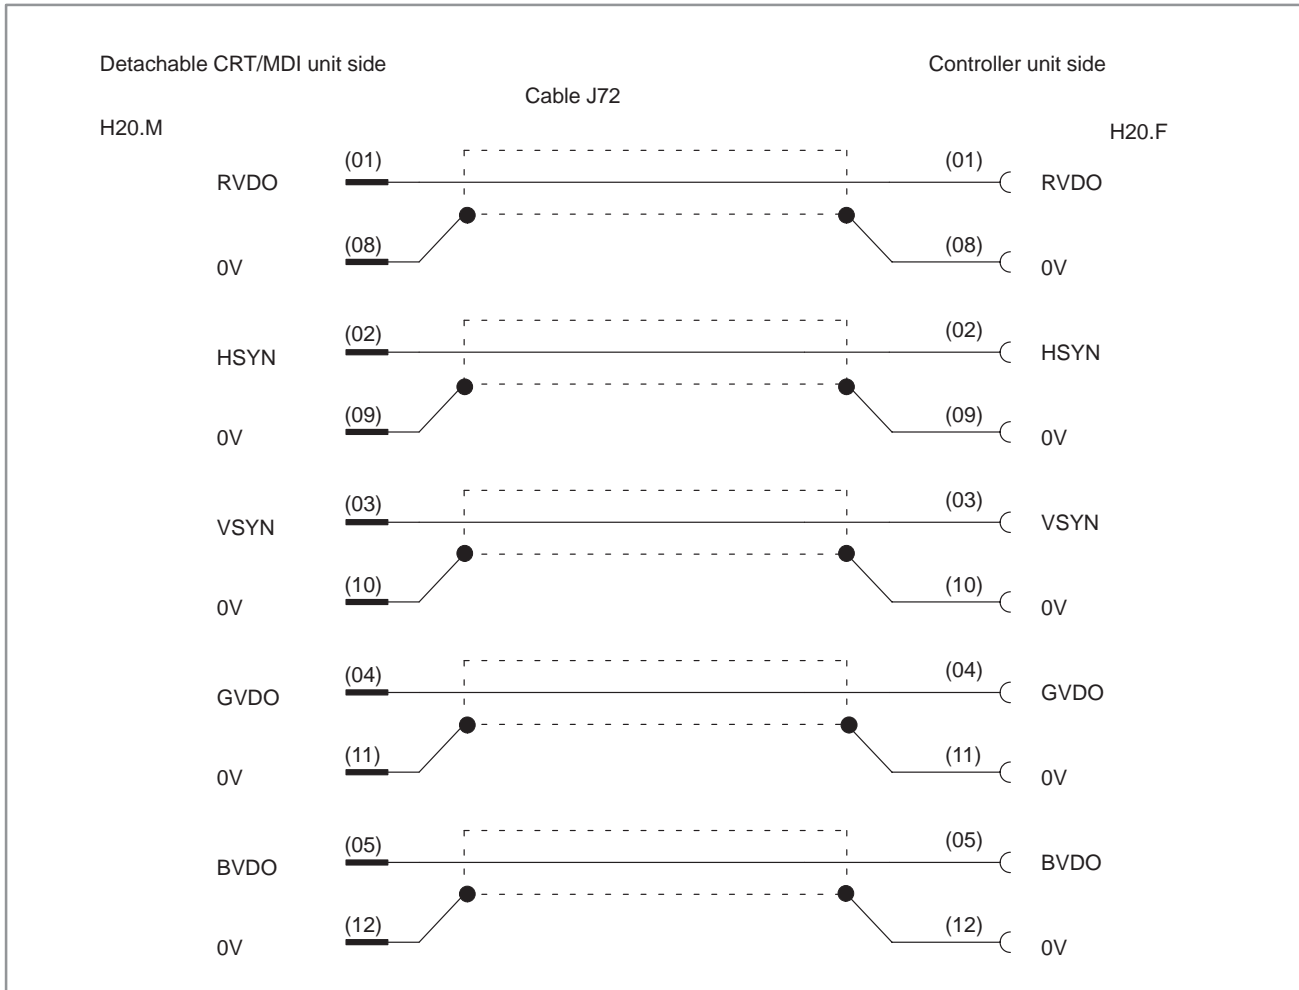 Detachable CRT/MDI unit side
Controller unit side
Cable J72
H20.M
H20.F
RVDO (01) (01) RVDO
0V (08) (08) 0V
HSYN (02) (02) HSYN
0V (09) (09) 0V
VSYN (03) (03) VSYN
0V (10) (10) 0V
GVDO (04) (04) GVDO
0V (11) (11) 0V
BVDO (05) (05) BVDO
0V (12) (12) 0V